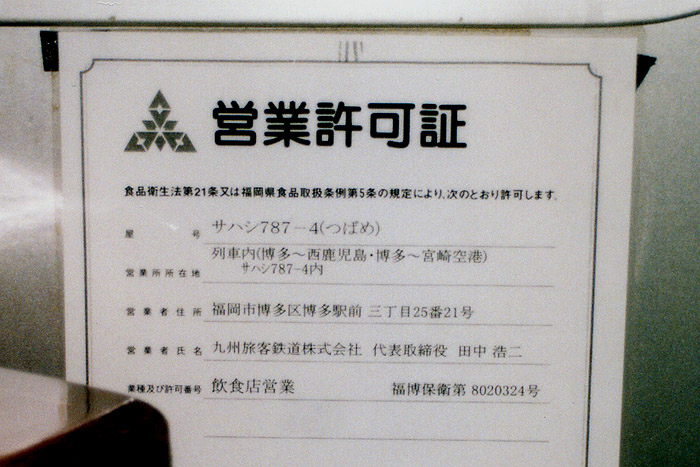 営業許可証
食品衛生法第21条又は福岡県食品取扱条例第5条の規定により、次のとおり許可します。
屋号 サハシ787-4(つばめ)
営業所所在地 列車内(博多～西鹿児島・博多～宮崎空港)
サハシ787-4内
営業者住所 福岡市博多区博多駅前 三丁目25番21号
営業者氏名 九州旅客鉄道株式会社 代表取締役 田中 浩二
業種及び許可番号 飲食店営業 福博保衛第 8020324号